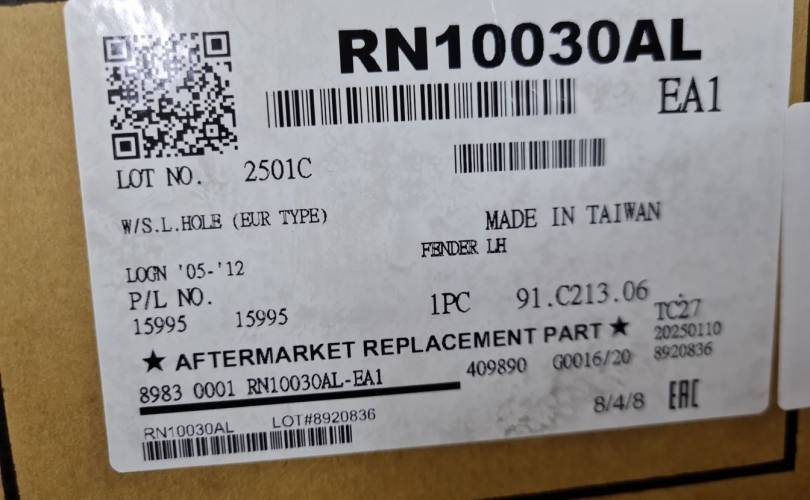 RN10030AL
EA1
LOT NO. 2501C
W/S.L.HOLE (EUR TYPE)
MADE IN TAIWAN
FENDER LH
LOGN '05-'12
P/L NO.
15995 15995
1PC 91.C213.06
TC27
20250110
8920836
★ AFTERMARKET REPLACEMENT PART ★
409890 G0016/20
8983 0001 RN10030AL-EA1
8/4/8 EAC
RN10030AL LOT#8920836